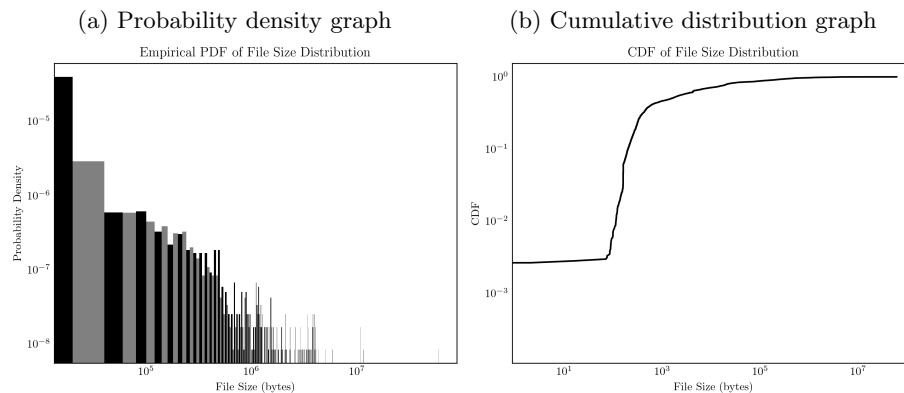 (a) Probability density graph
Empirical PDF of File Size Distribution
10⁻⁵
10⁻⁶
10⁻⁷
10⁻⁸
Probability Density
10⁵ 10⁶ 10⁷
File Size (bytes)
(b) Cumulative distribution graph
CDF of File Size Distribution
10⁰
10⁻¹
10⁻²
10⁻³
CDF
10¹ 10³ 10⁵ 10⁷
File Size (bytes)